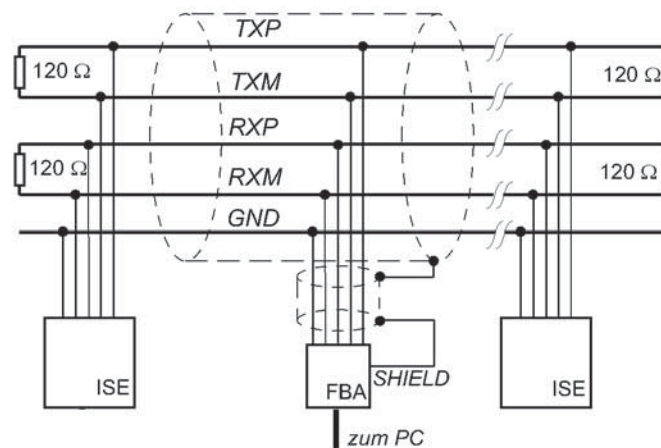 TXP
120 Ω
120 Ω
TXM
RXP
120 Ω
120 Ω
RXM
GND
ISE
FBA
SHIELD
ISE
zum PC